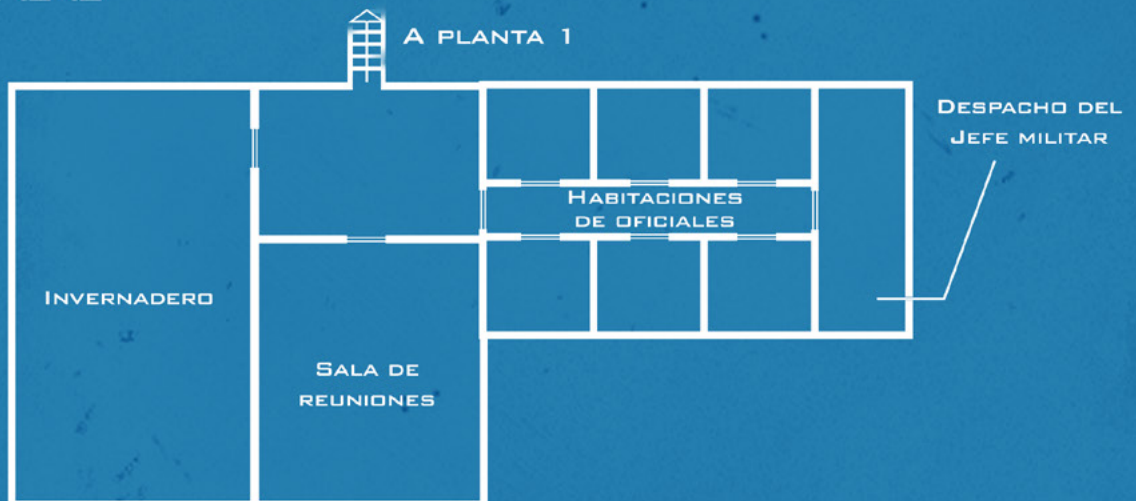 A planta 1
Despacho del
Jefe militar
Habitaciones
de oficiales
Invernadero
Sala de
reuniones